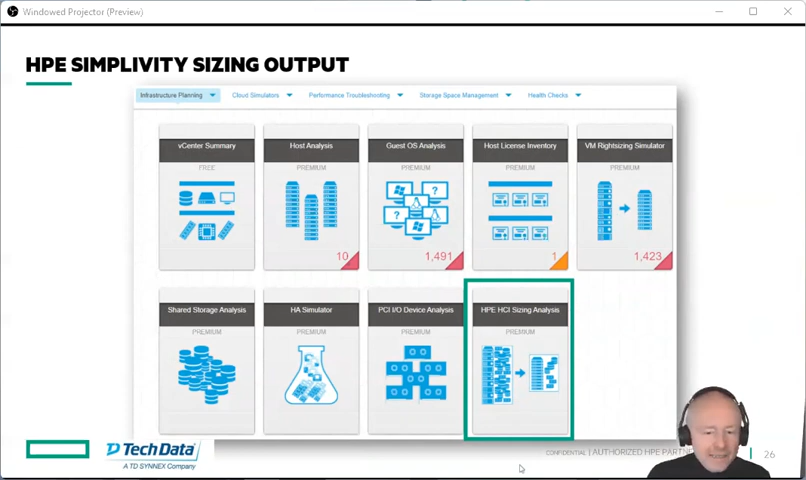 Windowed Projector (Preview)
HPE SIMPLIVITY SIZING OUTPUT
Infrastructure Planning
Cloud Simulators
Performance Troubleshooting
Storage Space Management
Health Checks
vCenter Summary
FREE
Host Analysis
PREMIUM
10
Guest OS Analysis
PREMIUM
? ?
1,491
Host License Inventory
PREMIUM
1
VM Rightsizing Simulator
PREMIUM
1,423
Shared Storage Analysis
PREMIUM
HA Simulator
PREMIUM
PCI I/O Device Analysis
PREMIUM
HPE HCI Sizing Analysis
PREMIUM
Tech Data
A TD SYNNEX Company
CONFIDENTIAL | AUTHORIZED HPE PARTN
26